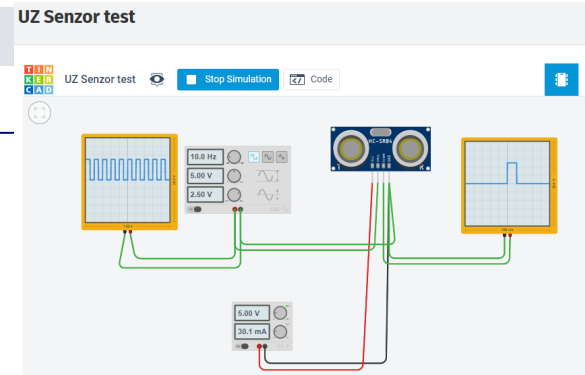 UZ Senzor test
TIN
KER
CAD
UZ Senzor test
Stop Simulation
Code
10.0 Hz
5.00 V
2.50 V
HC-SR04
5.00 V
30.1 mA